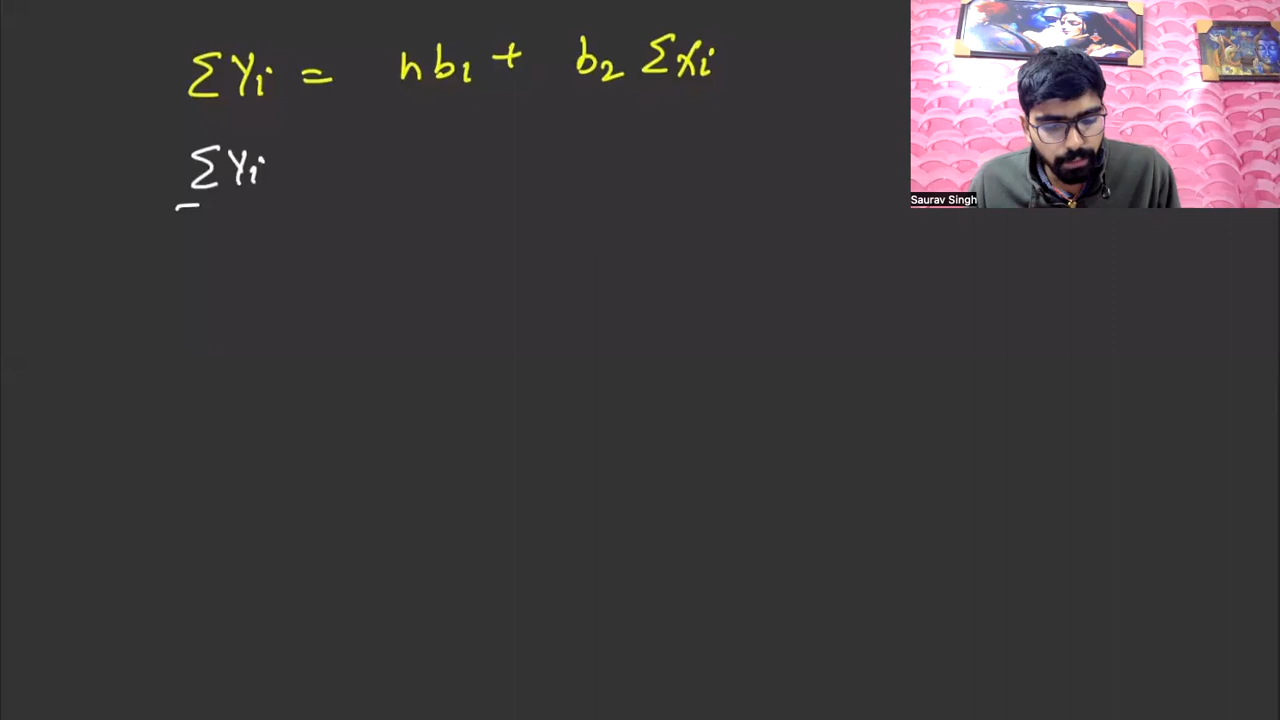 ΣYi = nb1 + b2 Σxi
ΣYi
Saurav Singh